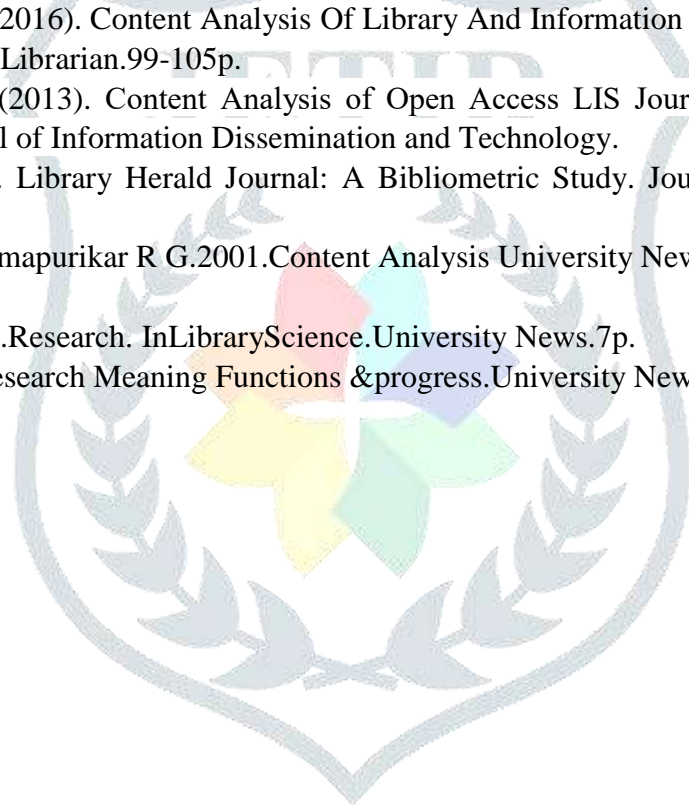 2016). Content Analysis Of Library And Information
Librarian.99-105p.
(2013). Content Analysis of Open Access LIS Jour
l of Information Dissemination and Technology.
. Library Herald Journal: A Bibliometric Study. Jou
mapurikar R G.2001.Content Analysis University New
.Research. InLibraryScience.University News.7p.
esearch Meaning Functions &progress.University New